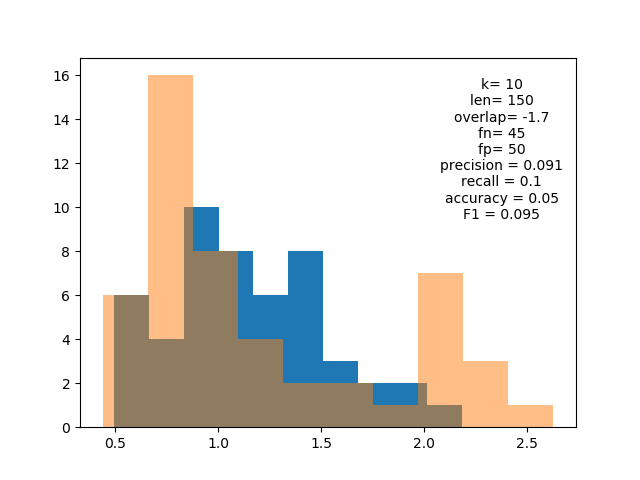 k= 10
len= 150
overlap= -1.7
fn= 45
fp= 50
precision = 0.091
recall = 0.1
accuracy = 0.05
F1 = 0.095
16
14
12
10
8
6
4
2
0
0.5 1.0 1.5 2.0 2.5